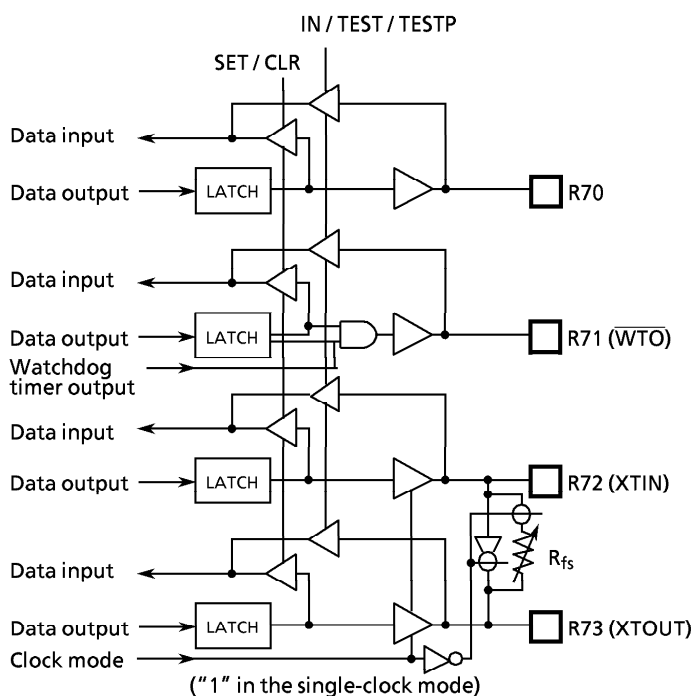 IN / TEST / TESTP
SET / CLR
Data input
Data output
LATCH
R70
Data input
Data output
LATCH
R71 (W̅T̅O̅)
Watchdog
timer output
Data input
Data output
LATCH
R72 (XTIN)
Data input
Rfs
Data output
LATCH
R73 (XTOUT)
Clock mode
("1" in the single-clock mode)